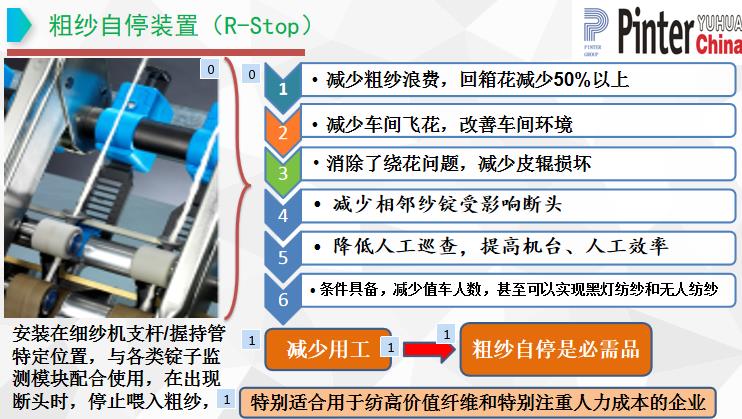 粗纱自停装置（R-Stop）
PINTER
GROUP
Pinter YUHUA
China
0
0
1
• 减少粗纱浪费，回箱花减少50%以上
2
• 减少车间飞花，改善车间环境
3
• 消除了绕花问题，减少皮辊损坏
4
• 减少相邻纱锭受影响断头
5
• 降低人工巡查，提高机台、人工效率
6
• 条件具备，减少值车人数，甚至可以实现黑灯纺纱和无人纺纱
安装在细纱机支杆/握持管
特定位置，与各类锭子监
测模块配合使用，在出现
断头时，停止喂入粗纱，
1
减少用工
1
1
粗纱自停是必需品
1
特别适合用于纺高价值纤维和特别注重人力成本的企业